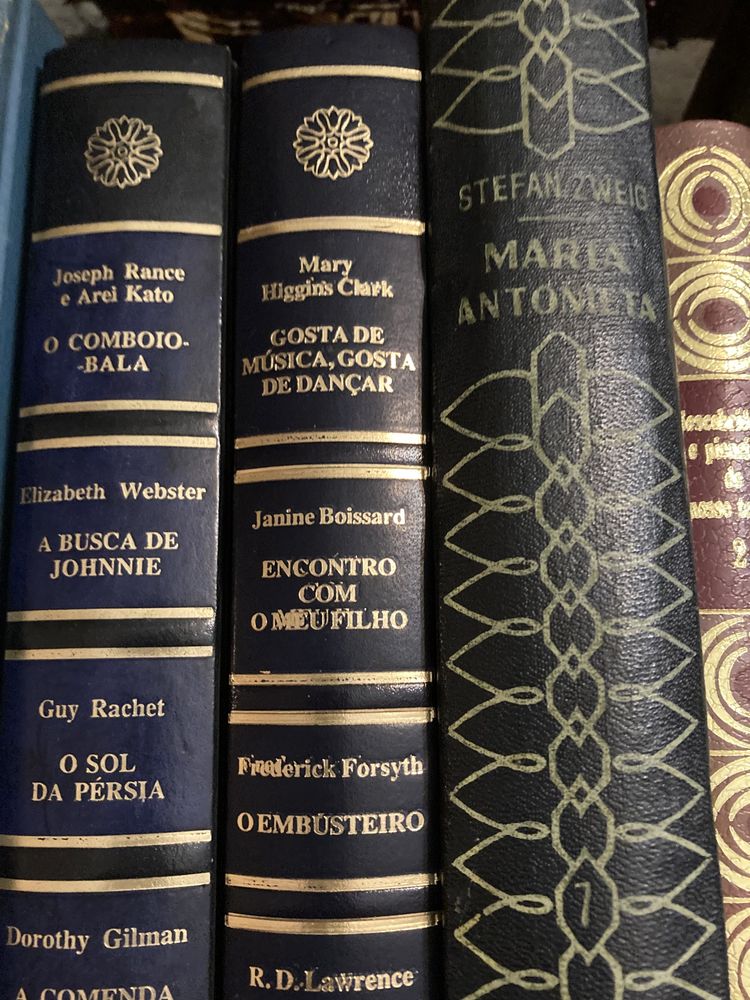 Joseph Rance
e Arei Kato
O COMBOIO-
-BALA
Elizabeth Webster
A BUSCA DE
JOHNNIE
Guy Rachet
O SOL
DA PÉRSIA
Dorothy Gilman
A COMENDA
Mary
Higgins Clark
GOSTA DE
MÚSICA, GOSTA
DE DANÇAR
Janine Boissard
ENCONTRO
COM
O MEU FILHO
Frederick Forsyth
O EMBUSTEIRO
R. D. Lawrence
STEFAN ZWEIG
MARIA
ANTONIETA
7
e
de
2